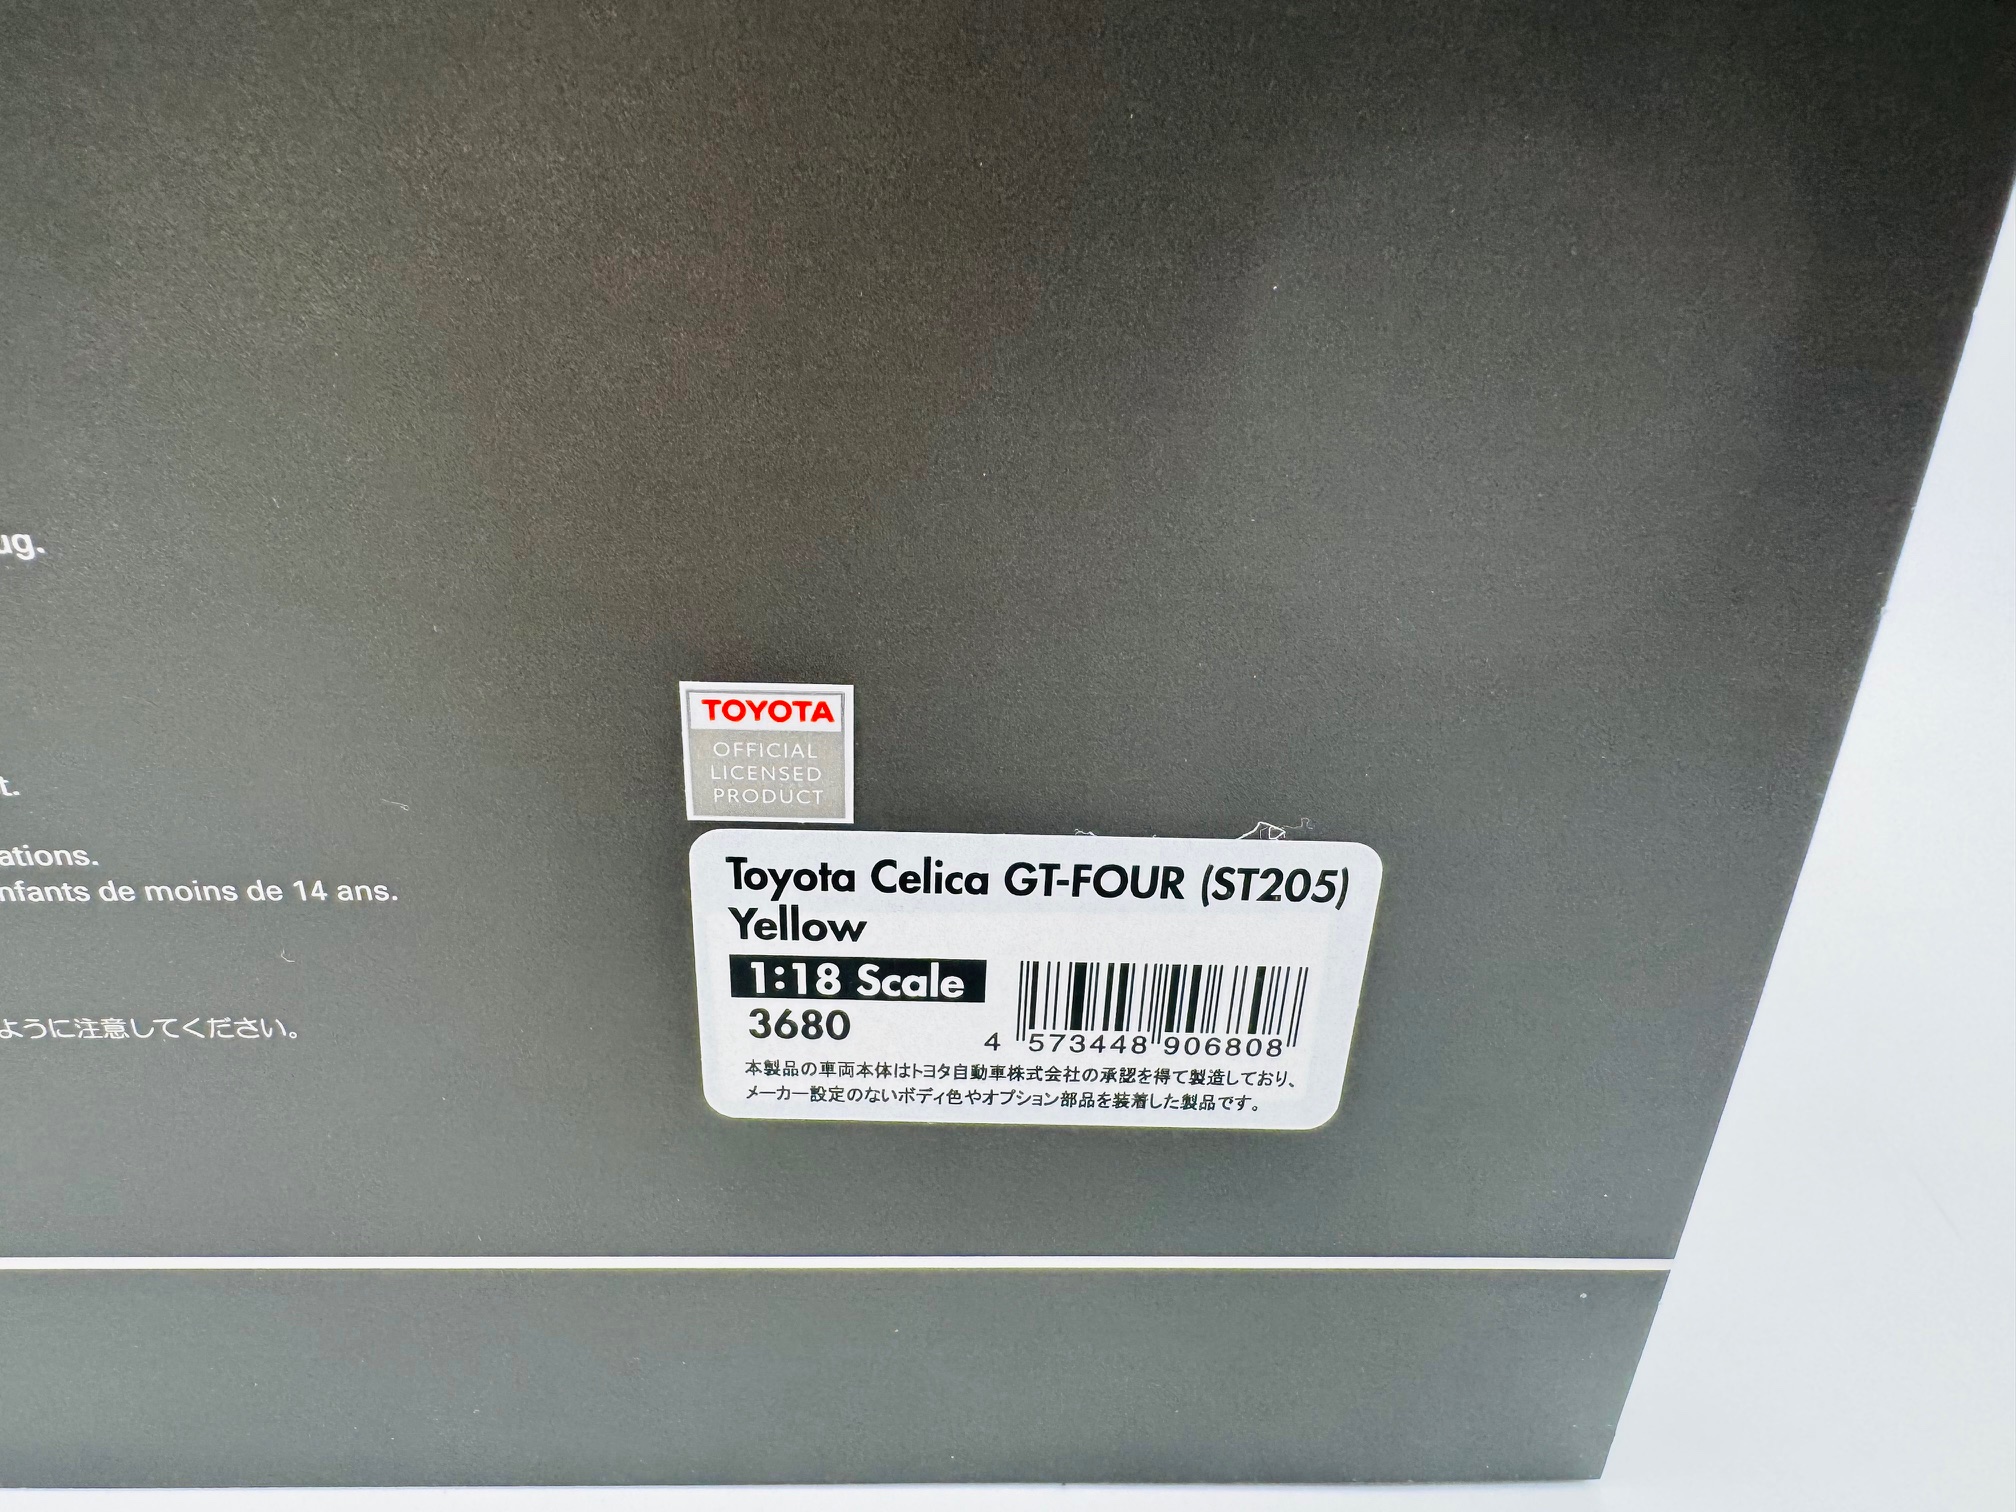 ug.
t.
ations.
nfants de moins de 14 ans.
ように注意してください。
TOYOTA
OFFICIAL
LICENSED
PRODUCT
Toyota Celica GT-FOUR (ST205)
Yellow
1:18 Scale
3680
4 573448 906808
本製品の車両本体はトヨタ自動車株式会社の承認を得て製造しており、
メーカー設定のないボディ色やオプション部品を装着した製品です。